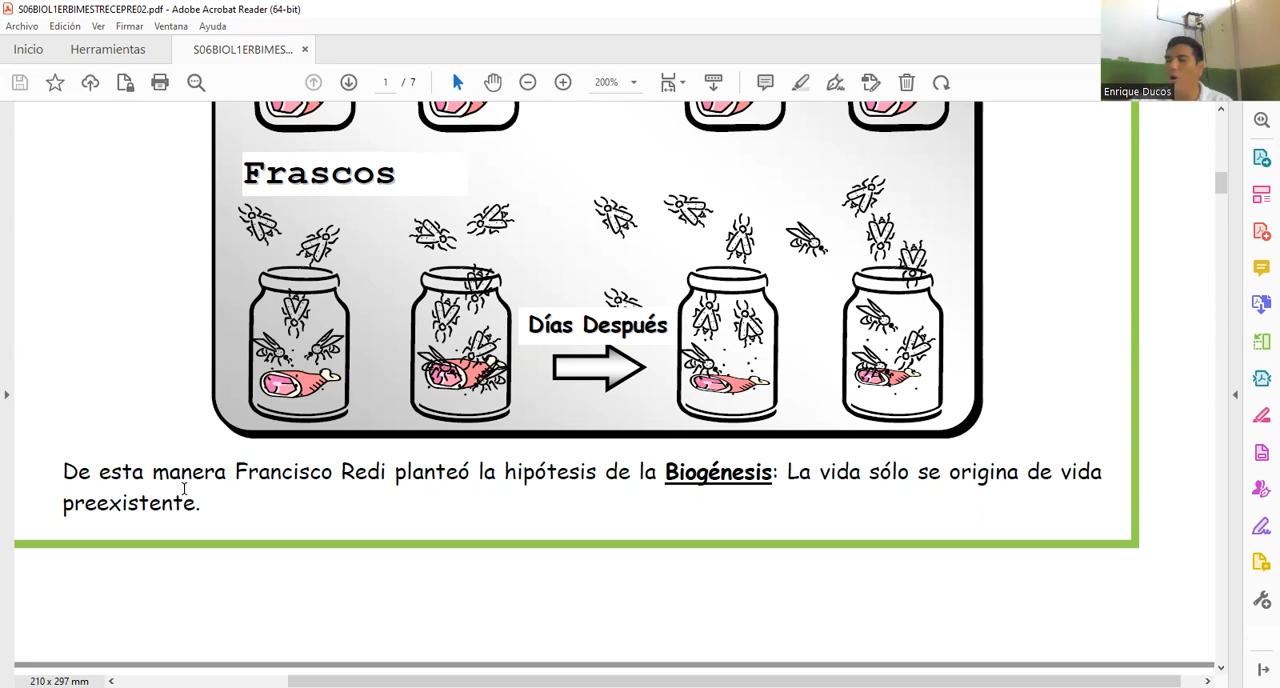 S06BIOL1ERBIMESTRECEPRE02.pdf - Adobe Acrobat Reader (64-bit)
Archivo Edición Ver Firmar Ventana Ayuda
Inicio Herramientas S06BIOL1ERBIMES... ×
1 / 7 200%
Enrique Ducos
Frascos
Días Después
De esta manera Francisco Redi planteó la hipótesis de la Biogénesis: La vida sólo se origina de vida
preexistente.
210 x 297 mm